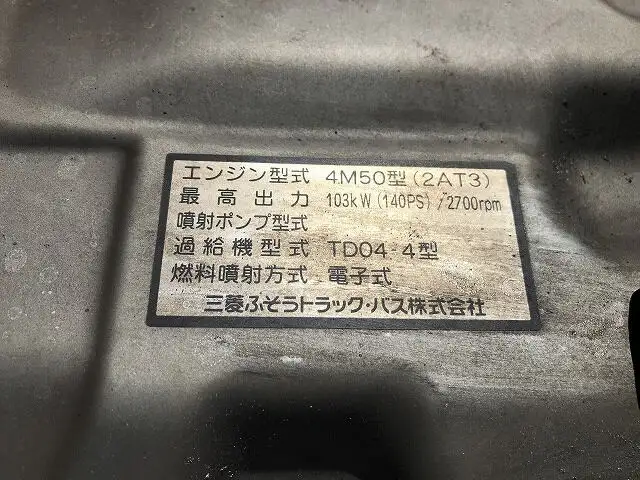 エンジン型式 4M50型(2AT3)
最高出力 103kW(140PS)/2700rpm
噴射ポンプ型式
過給機型式 TD04-4型
燃料噴射方式 電子式
三菱ふそうトラック・バス株式会社